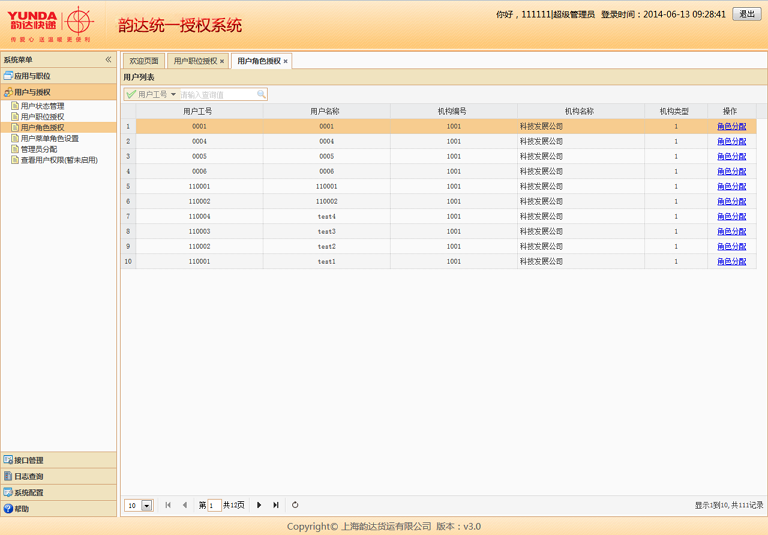 YUNDA
韵达快递
传递心 送温暖 更便利
韵达统一授权系统
你好，111111|超级管理员 登录时间：2014-06-13 09:28:41 退出
系统菜单
应用与职位
用户与授权
用户状态管理
用户职位授权
用户角色授权
用户菜单角色设置
管理员分配
查看用户权限(暂未启用)
接口管理
日志查询
系统配置
帮助
欢迎页面 用户职位授权 用户角色授权
用户列表
用户工号 请输入查询值
用户工号 用户名称 机构编号 机构名称 机构类型 操作
1 0001 0001 1001 科技发展公司 1 角色分配
2 0004 0004 1001 科技发展公司 1 角色分配
3 0005 0005 1001 科技发展公司 1 角色分配
4 0006 0006 1001 科技发展公司 1 角色分配
5 110001 110001 1001 科技发展公司 1 角色分配
6 110002 110002 1001 科技发展公司 1 角色分配
7 110004 test4 1001 科技发展公司 1 角色分配
8 110003 test3 1001 科技发展公司 1 角色分配
9 110002 test2 1001 科技发展公司 1 角色分配
10 110001 test1 1001 科技发展公司 1 角色分配
10 第 1 共12页 显示1到10, 共111记录
Copyright© 上海韵达货运有限公司 版本：v3.0